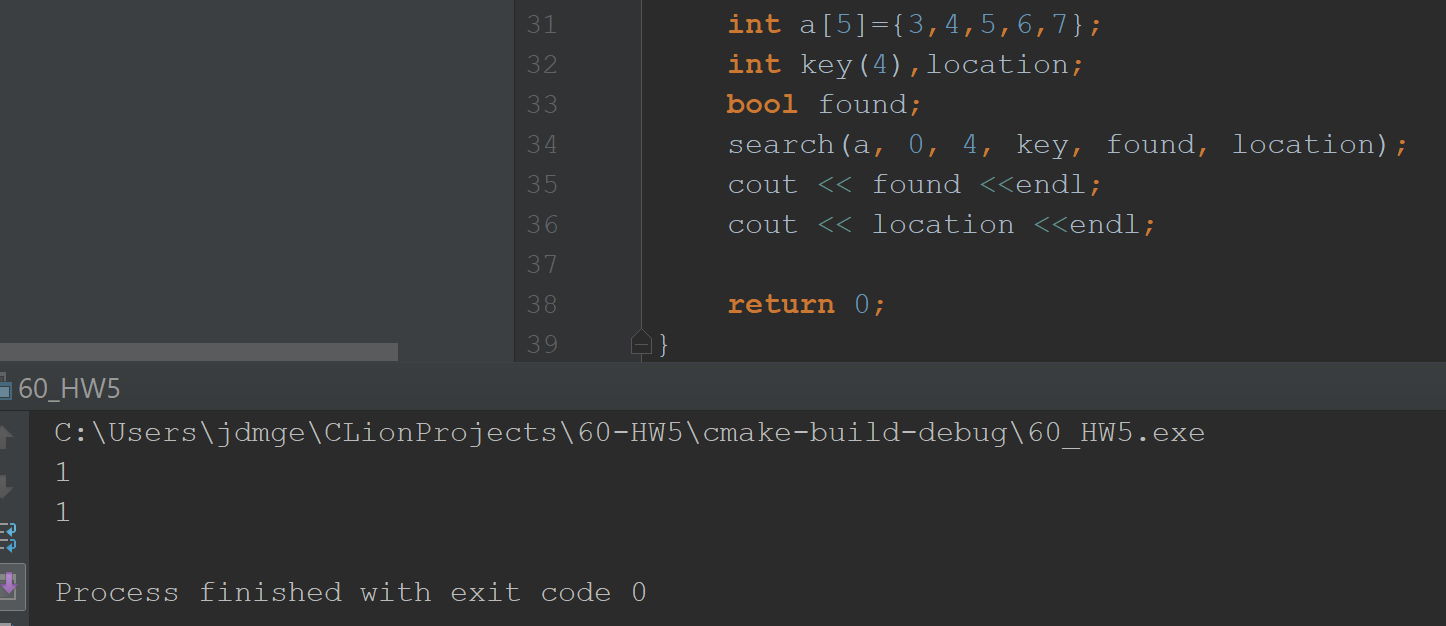 31 int a[5]={3,4,5,6,7};
32 int key(4),location;
33 bool found;
34 search(a, 0, 4, key, found, location);
35 cout << found <<endl;
36 cout << location <<endl;
37
38 return 0;
39 }
60_HW5
C:\Users\jdmge\CLionProjects\60-HW5\cmake-build-debug\60_HW5.exe
1
1
Process finished with exit code 0